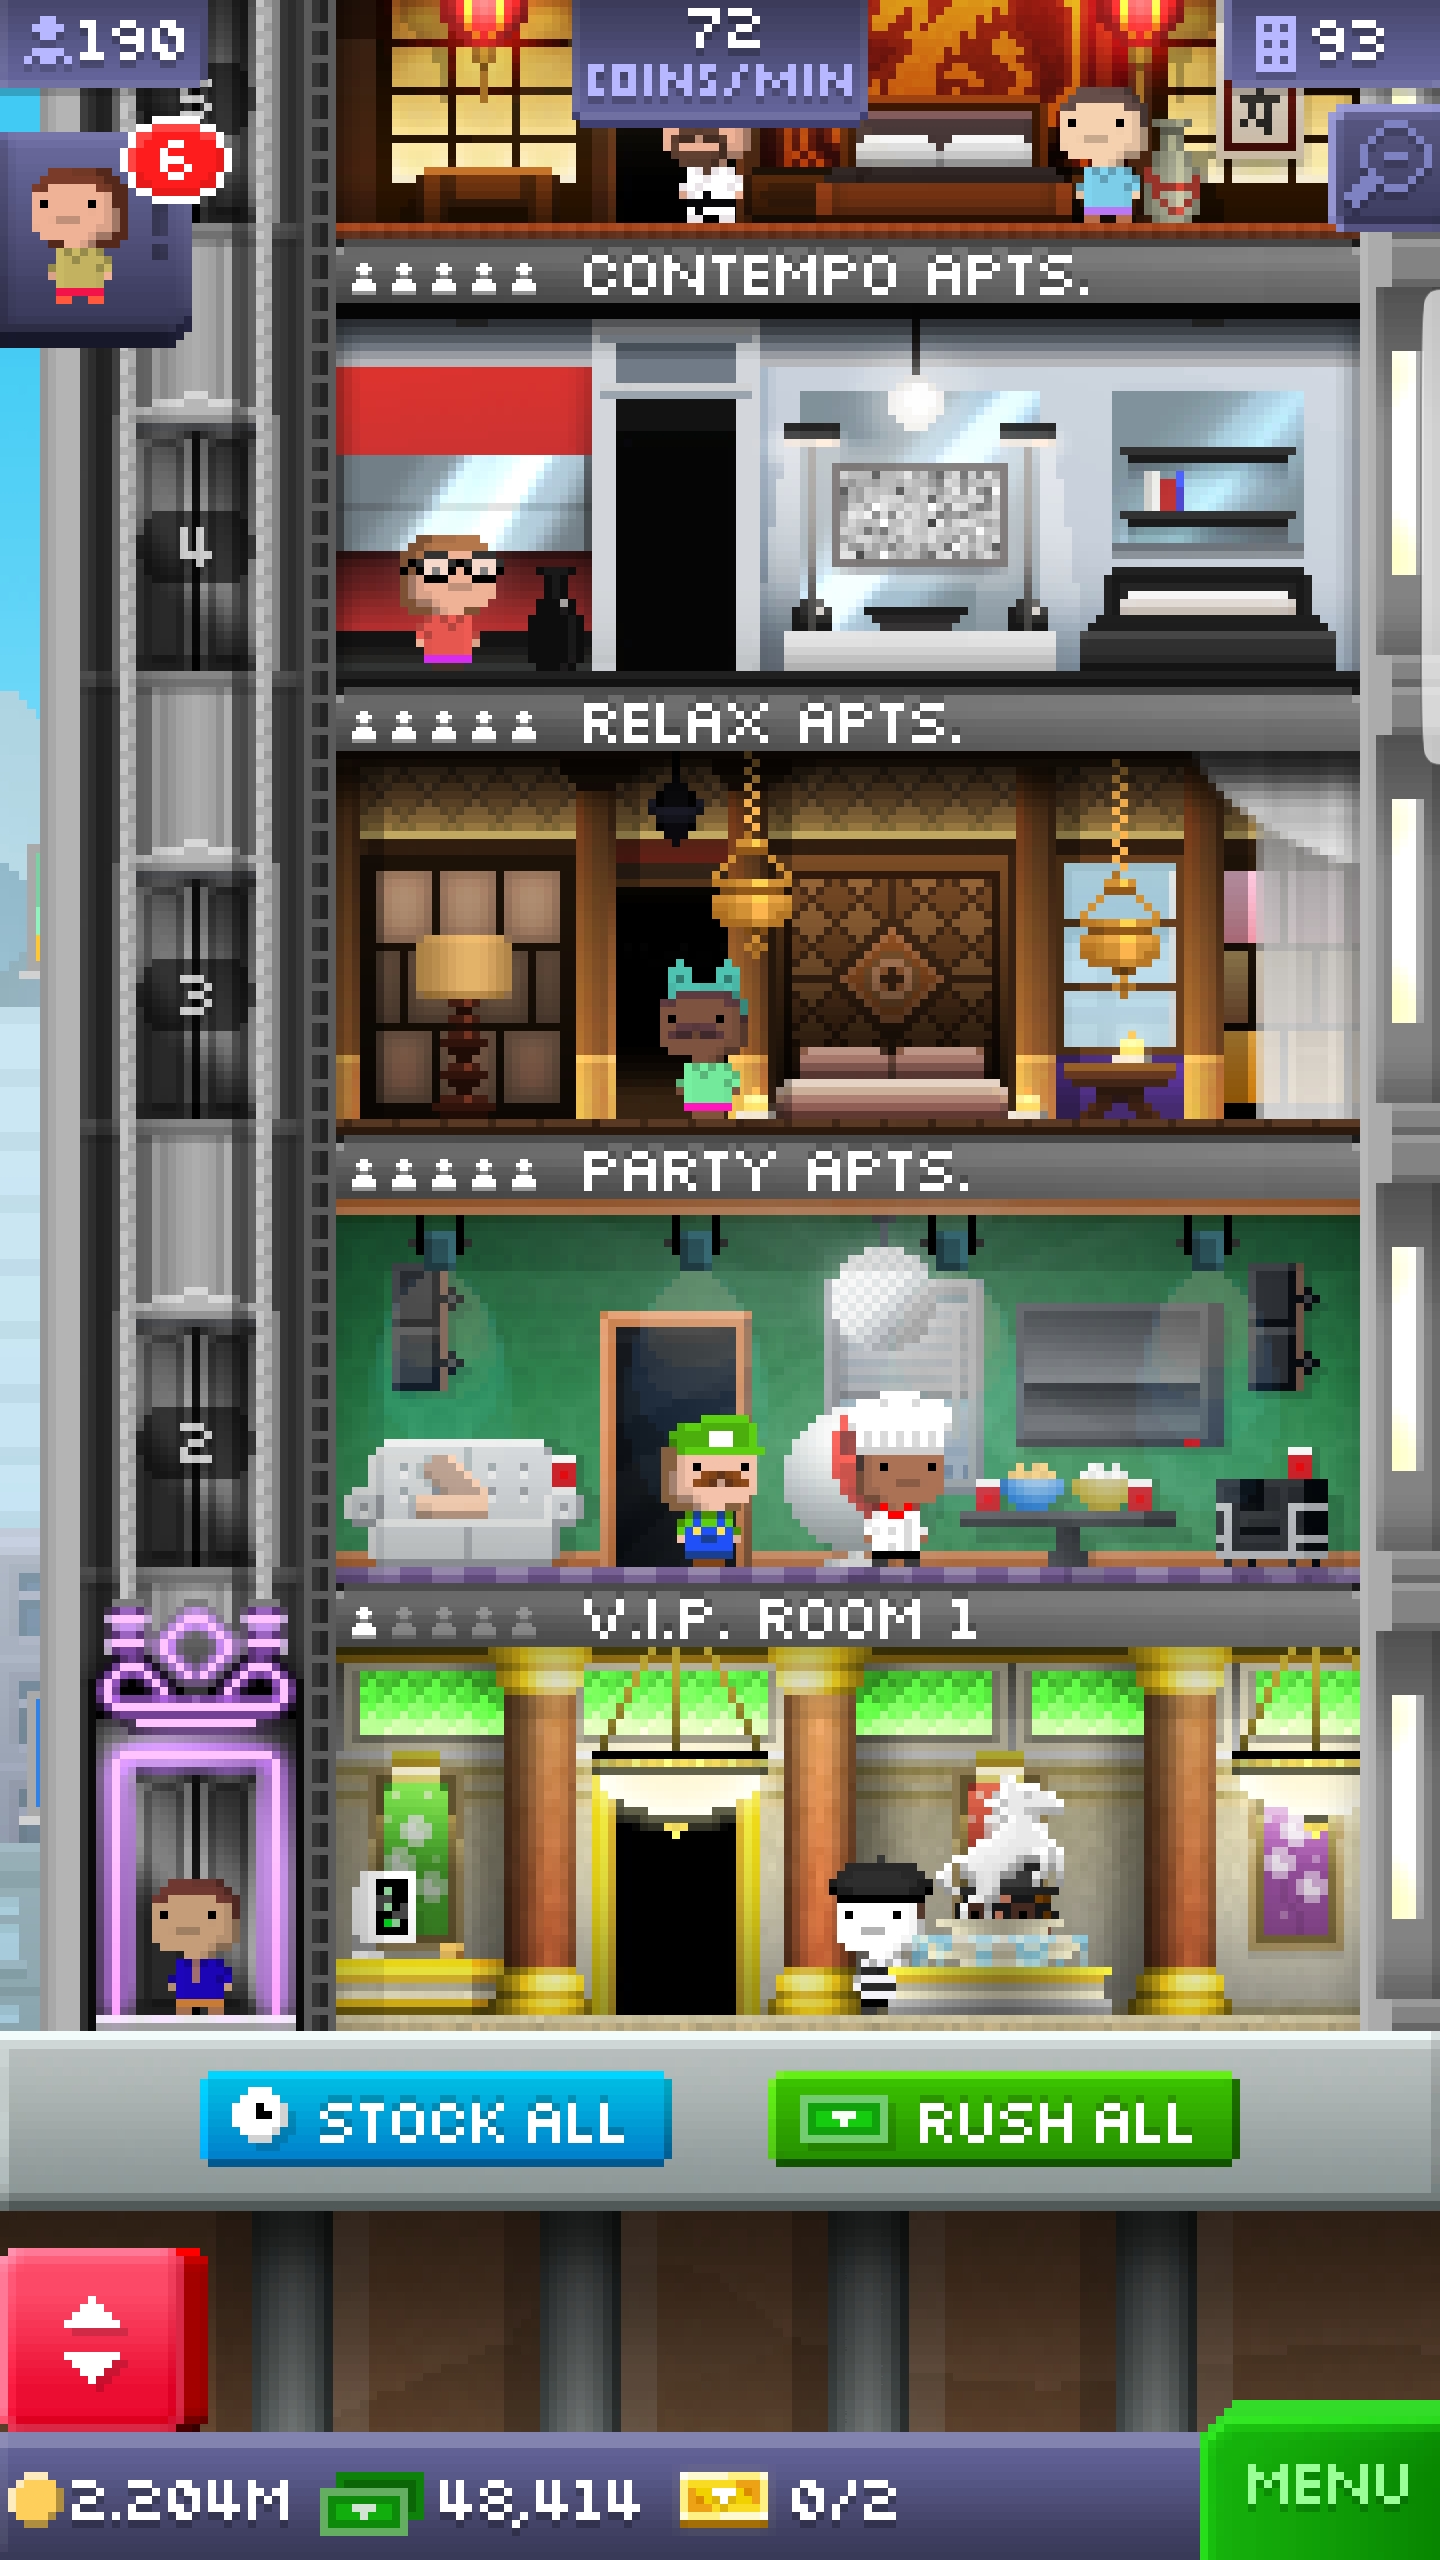 190
72
COINS/MIN
93
5
6
CONTEMPO APTS.
4
RELAX APTS.
3
PARTY APTS.
2
V.I.P. ROOM 1
STOCK ALL
RUSH ALL
2.204M
48,414
0/2
MENU